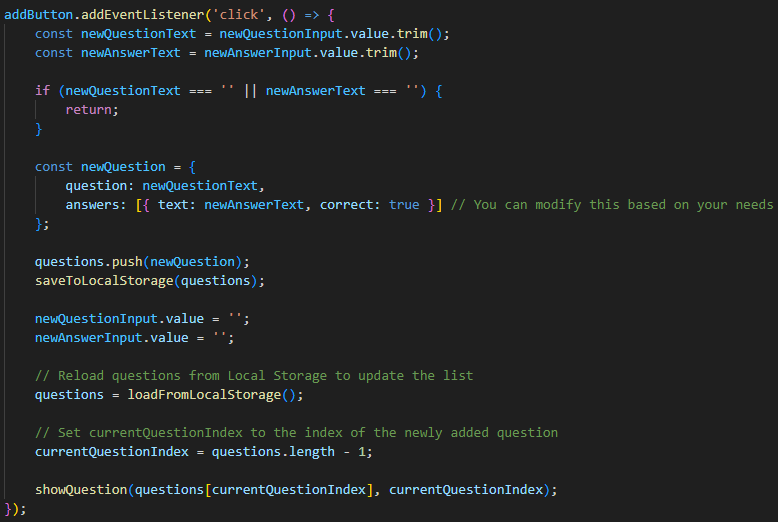 addButton.addEventListener('click', () => {
    const newQuestionText = newQuestionInput.value.trim();
    const newAnswerText = newAnswerInput.value.trim();

    if (newQuestionText === '' || newAnswerText === '') {
        return;
    }

    const newQuestion = {
        question: newQuestionText,
        answers: [{ text: newAnswerText, correct: true }] // You can modify this based on your needs
    };

    questions.push(newQuestion);
    saveToLocalStorage(questions);

    newQuestionInput.value = '';
    newAnswerInput.value = '';

    // Reload questions from Local Storage to update the list
    questions = loadFromLocalStorage();

    // Set currentQuestionIndex to the index of the newly added question
    currentQuestionIndex = questions.length - 1;

    showQuestion(questions[currentQuestionIndex], currentQuestionIndex);
});